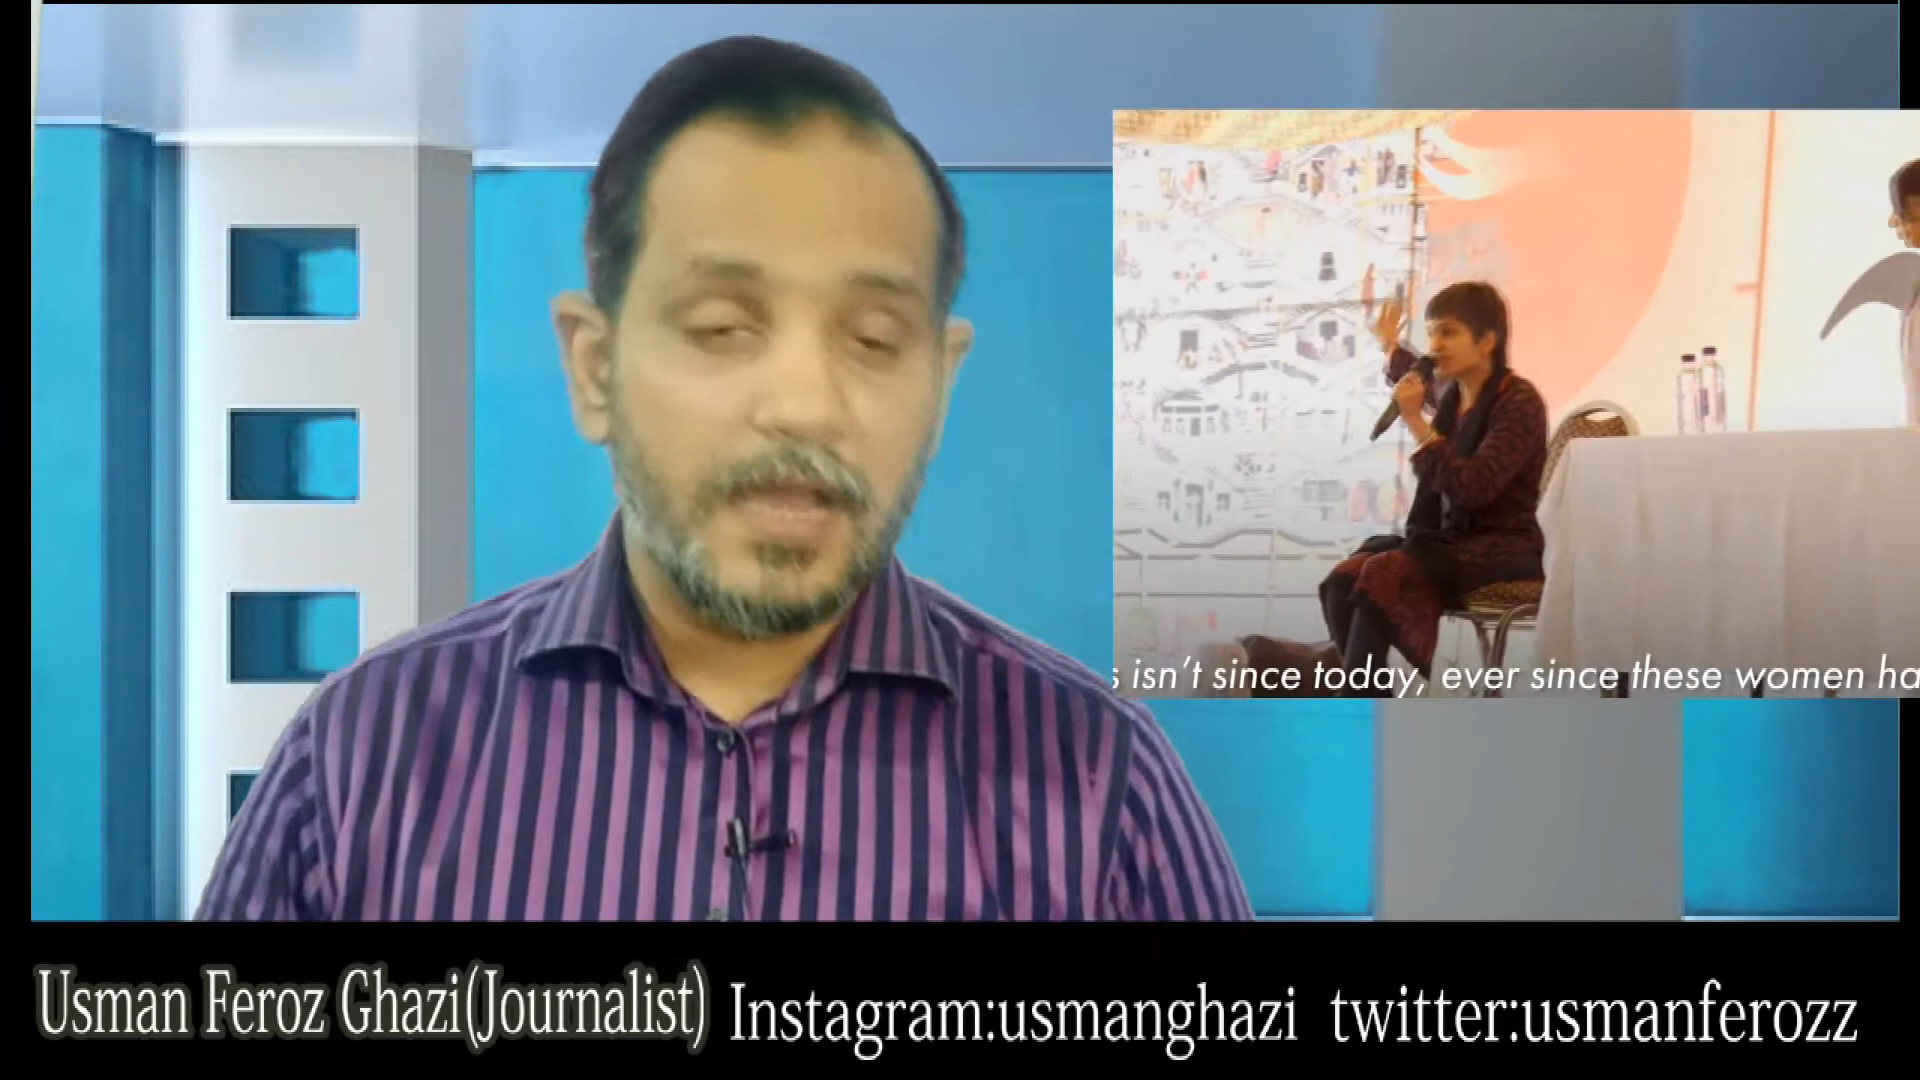 isn't since today, ever since these women ha
Usman Feroz Ghazi(Journalist) Instagram:usmanghazi twitter:usmanferozz